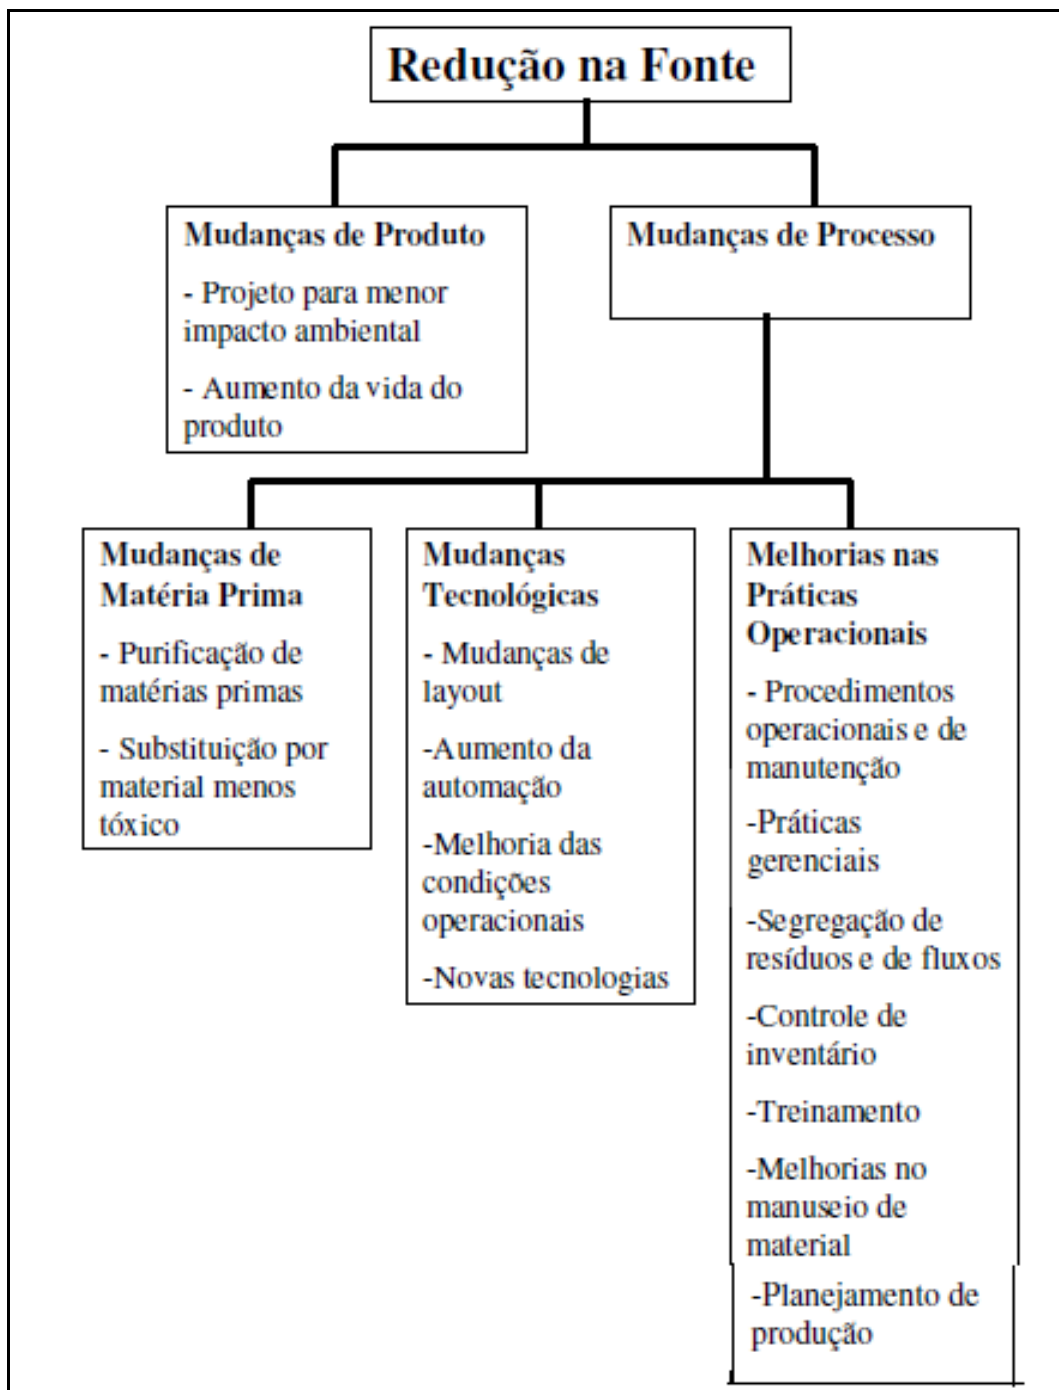 Redução na Fonte
Mudanças de Produto
- Projeto para menor
impacto ambiental
- Aumento da vida do
produto
Mudanças de Processo
Mudanças de
Matéria Prima
- Purificação de
matérias primas
- Substituição por
material menos
tóxico
Mudanças
Tecnológicas
- Mudanças de
layout
-Aumento da
automação
-Melhoria das
condições
operacionais
-Novas tecnologias
Melhorias nas
Práticas
Operacionais
- Procedimentos
operacionais e de
manutenção
-Práticas
gerenciais
-Segregação de
resíduos e de fluxos
-Controle de
inventário
-Treinamento
-Melhorias no
manuseio de
material
-Planejamento de
produção